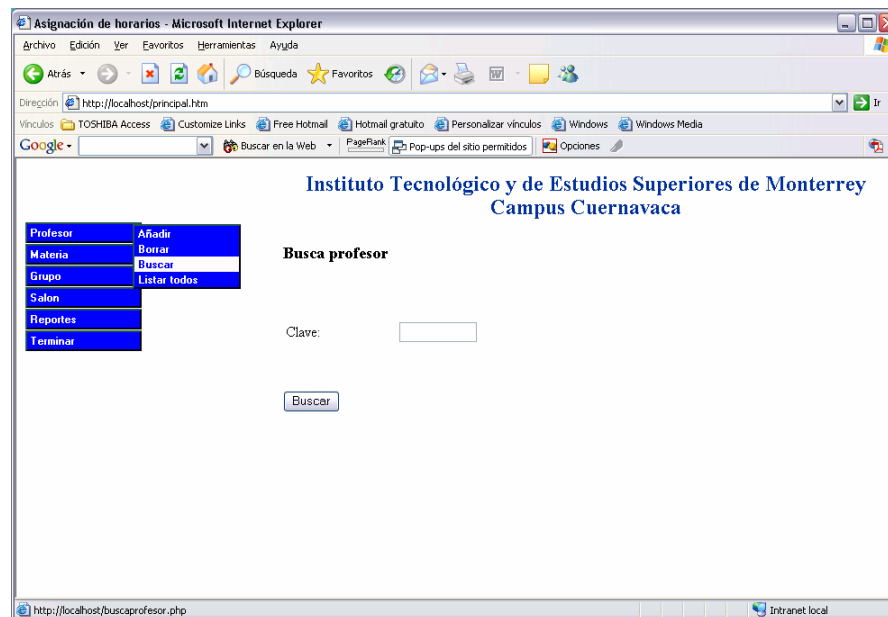 Asignación de horarios - Microsoft Internet Explorer
Archivo Edición Ver Favoritos Herramientas Ayuda
Atrás Búsqueda Favoritos
Dirección http://localhost/principal.htm Ir
Vínculos TOSHIBA Access Customize Links Free Hotmail Hotmail gratuito Personalizar vínculos Windows Windows Media
Google Buscar en la Web PageRank Pop-ups del sitio permitidos Opciones
Instituto Tecnológico y de Estudios Superiores de Monterrey
Campus Cuernavaca
Profesor
Materia
Grupo
Salon
Reportes
Terminar
Añadir
Borrar
Buscar
Listar todos
Busca profesor
Clave:
Buscar
http://localhost/buscaprofesor.php Intranet local